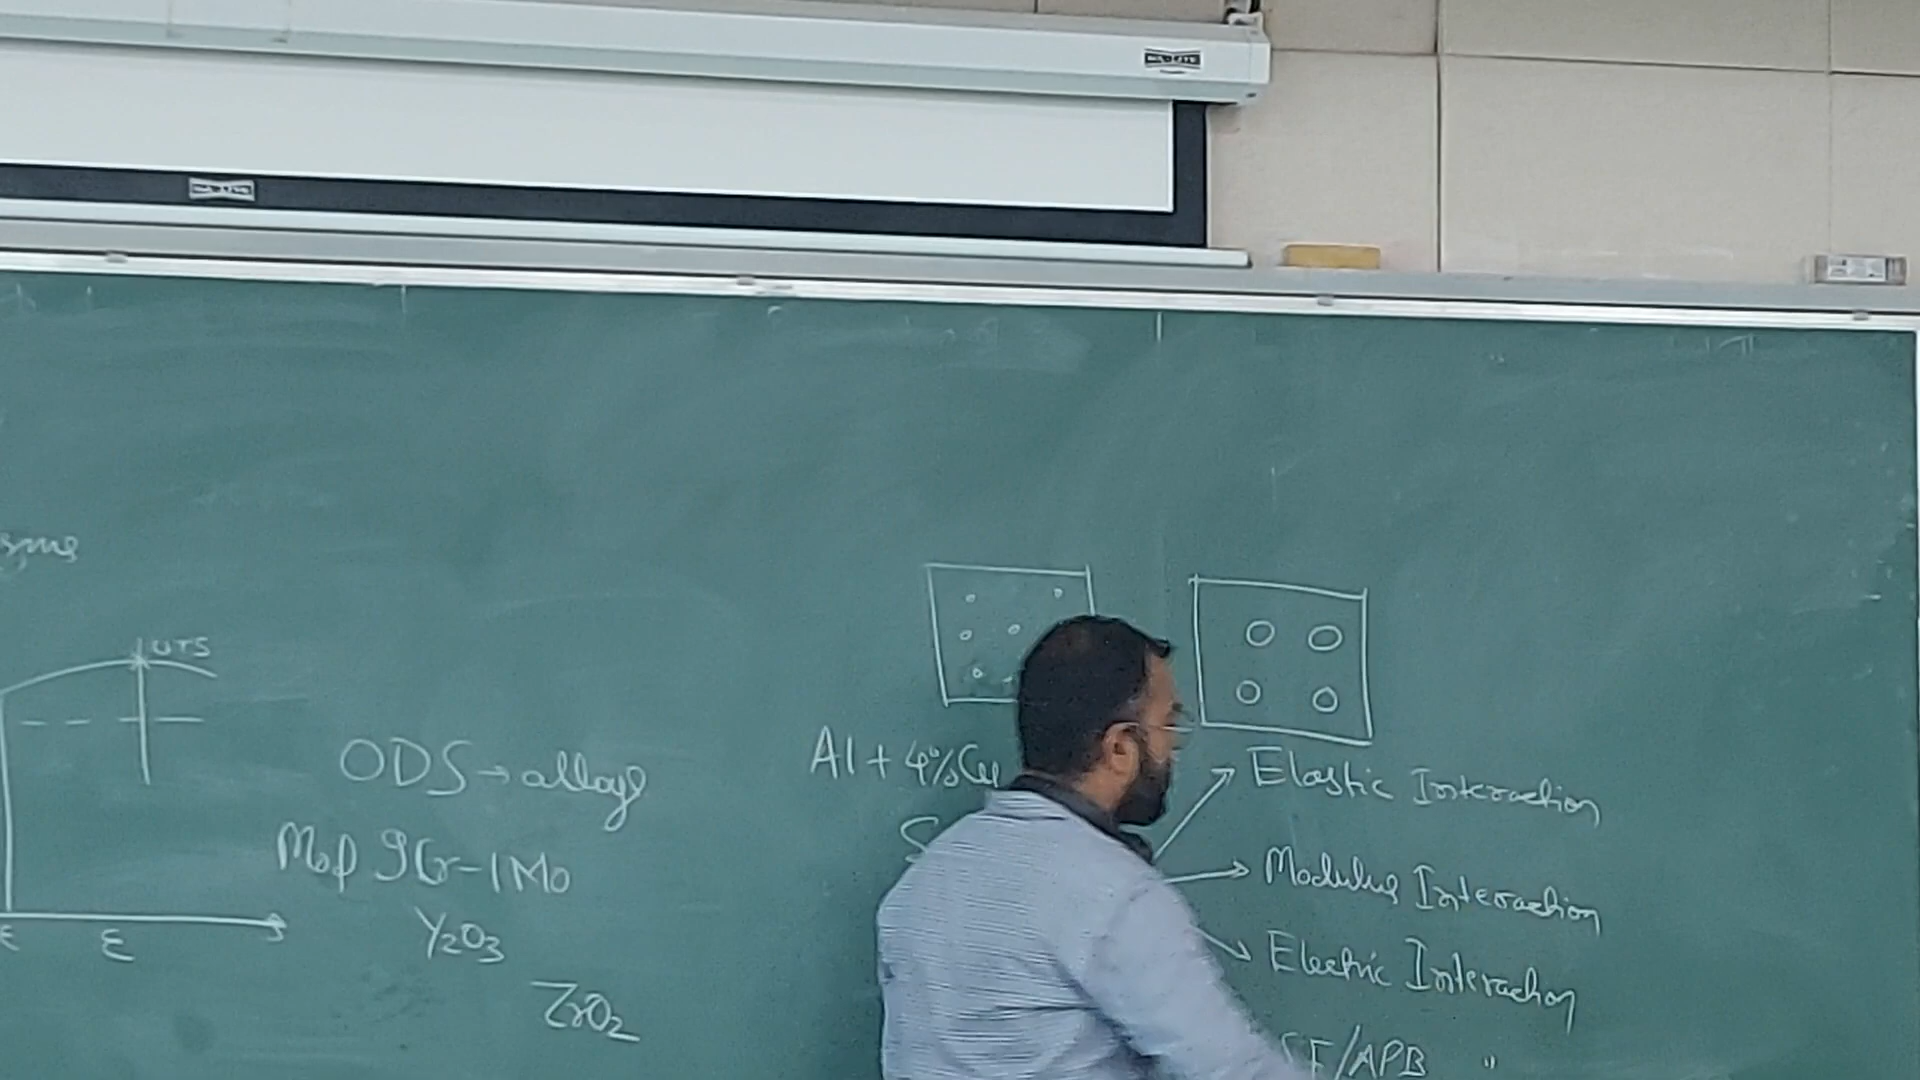 UTS
ε
ε
ODS → alloys
Mod 9Cr-1Mo
Y2O3
ZrO2
Al + 4%Cu
Elastic Interaction
Modulus Interaction
Electric Interaction
SF/APB "